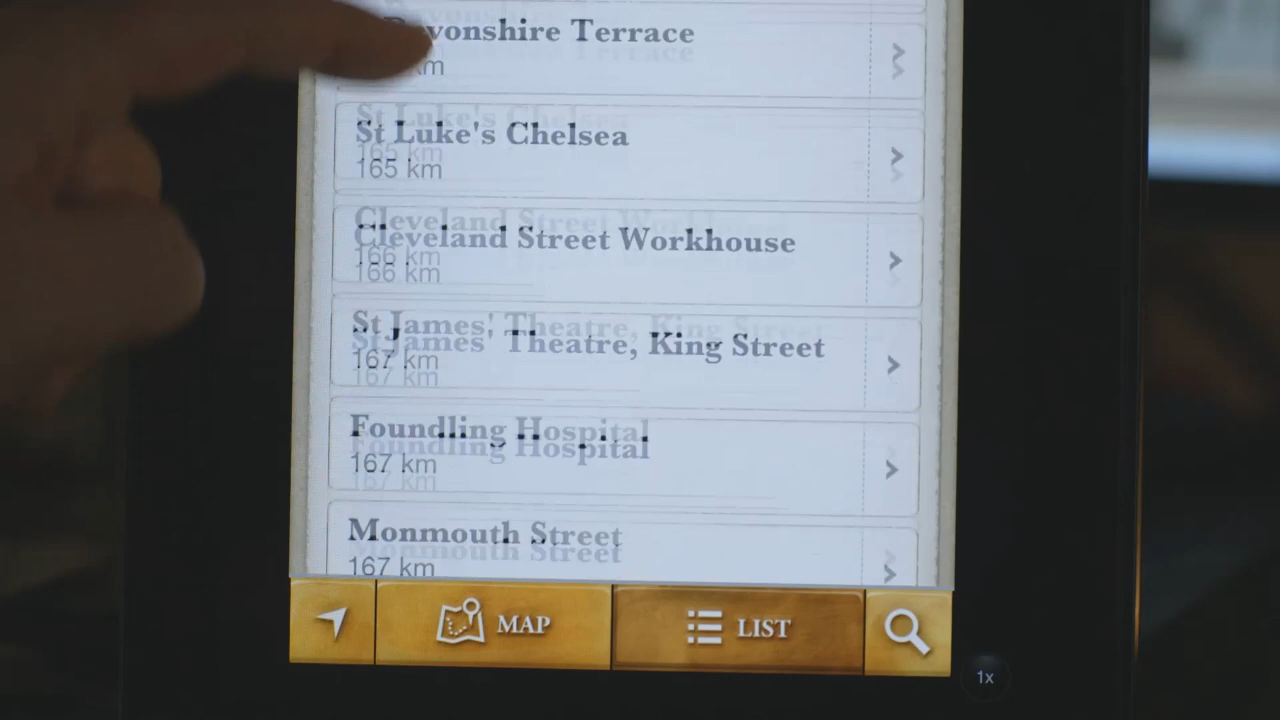 Devonshire Terrace
km
St Luke's Chelsea
165 km
Cleveland Street Workhouse
166 km
St James' Theatre, King Street
167 km
Foundling Hospital
167 km
Monmouth Street
167 km
MAP
LIST
1x